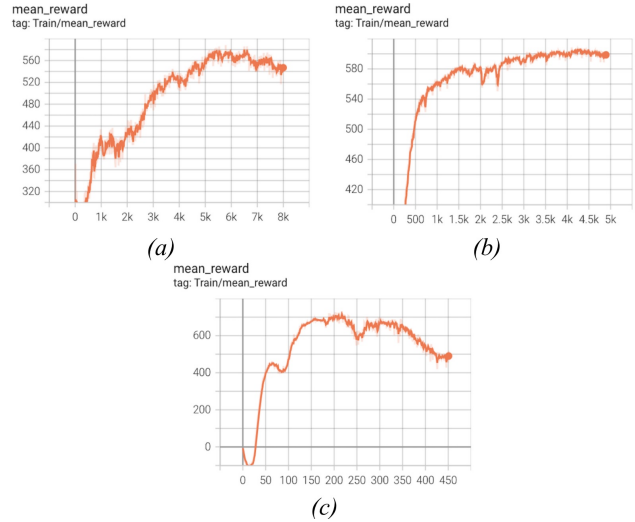 mean_reward
tag: Train/mean_reward
560
520
480
440
400
360
320
0 1k 2k 3k 4k 5k 6k 7k 8k
(a)
mean_reward
tag: Train/mean_reward
580
540
500
460
420
0 500 1k 1.5k 2k 2.5k 3k 3.5k 4k 4.5k 5k
(b)
mean_reward
tag: Train/mean_reward
600
400
200
0
0 50 100 150 200 250 300 350 400 450
(c)